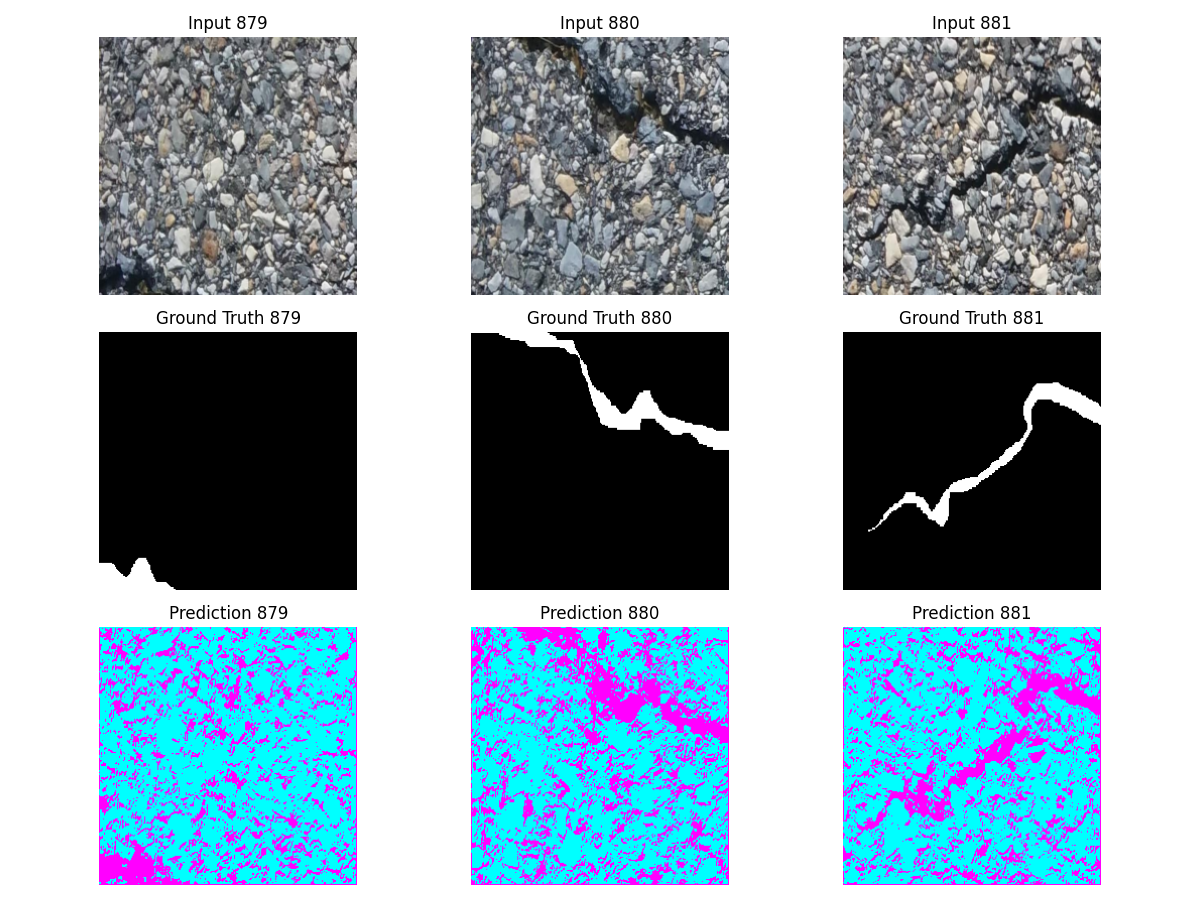 Input 879
Input 880
Input 881
Ground Truth 879
Ground Truth 880
Ground Truth 881
Prediction 879
Prediction 880
Prediction 881